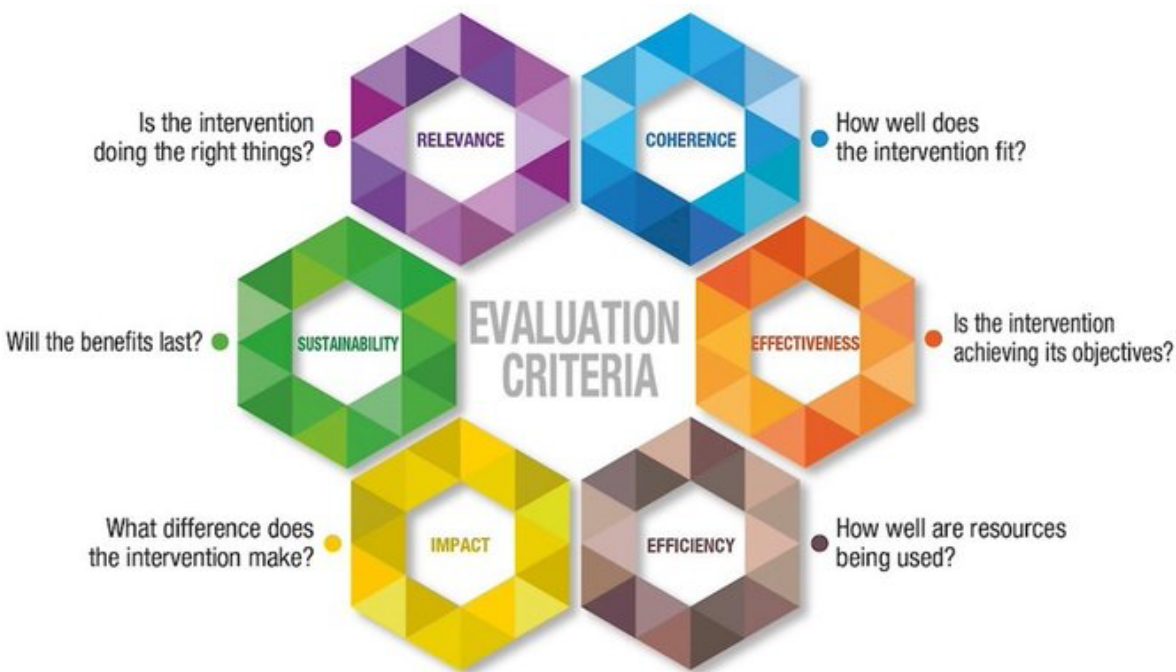 Is the intervention
doing the right things?
RELEVANCE
COHERENCE
How well does
the intervention fit?
Will the benefits last?
SUSTAINABILITY
EVALUATION
CRITERIA
EFFECTIVENESS
Is the intervention
achieving its objectives?
What difference does
the intervention make?
IMPACT
EFFICIENCY
How well are resources
being used?